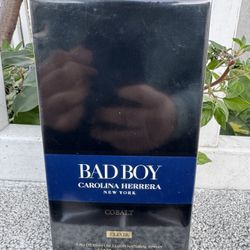 BAD BOY
CAROLINA HERRERA
NEW YORK
COBALT
ELIXIR